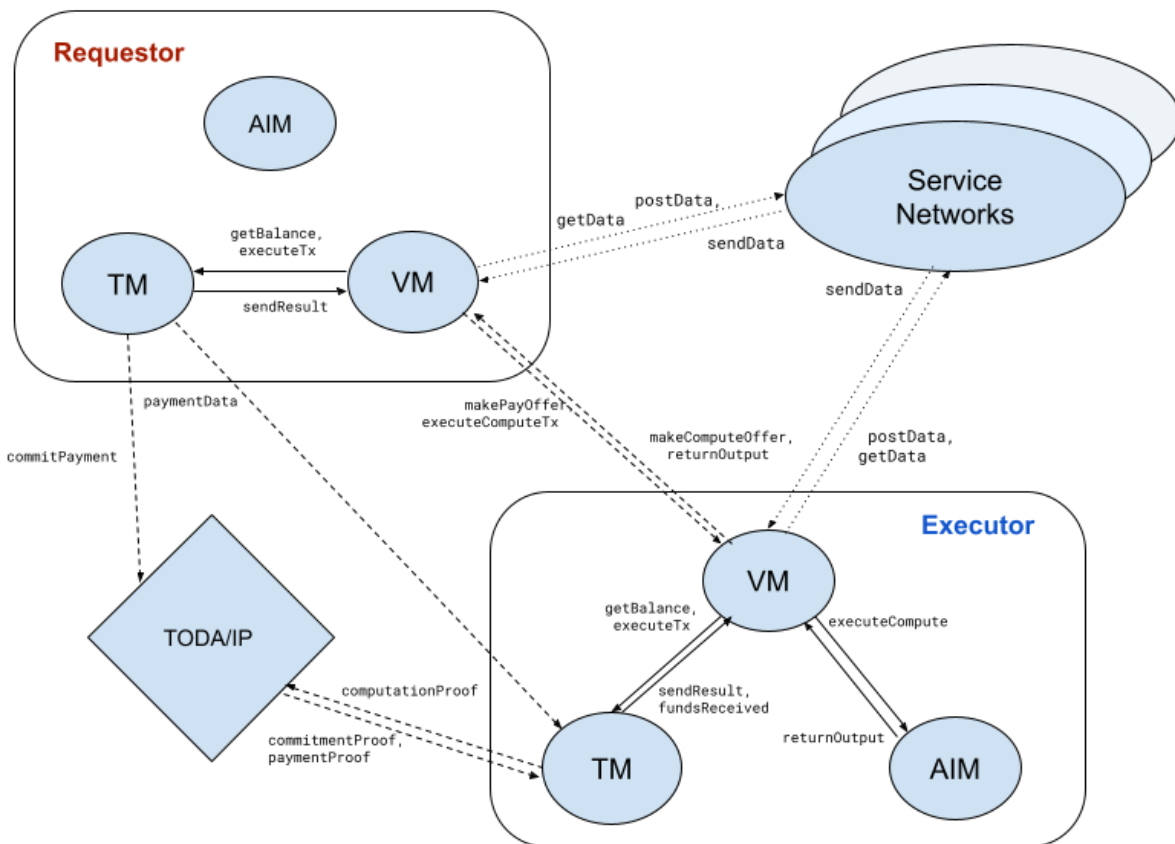 Requestor
AIM
Service
Networks
postData,
getData
sendData
getBalance,
executeTx
TM
VM
sendResult
sendData
paymentData
makePayOffer
executeComputeTx
makeComputeOffer,
returnOutput
postData,
getData
commitPayment
Executor
VM
TODA/IP
getBalance,
executeTx
executeCompute
computationProof
sendResult,
fundsReceived
commitmentProof,
paymentProof
returnOutput
TM
AIM